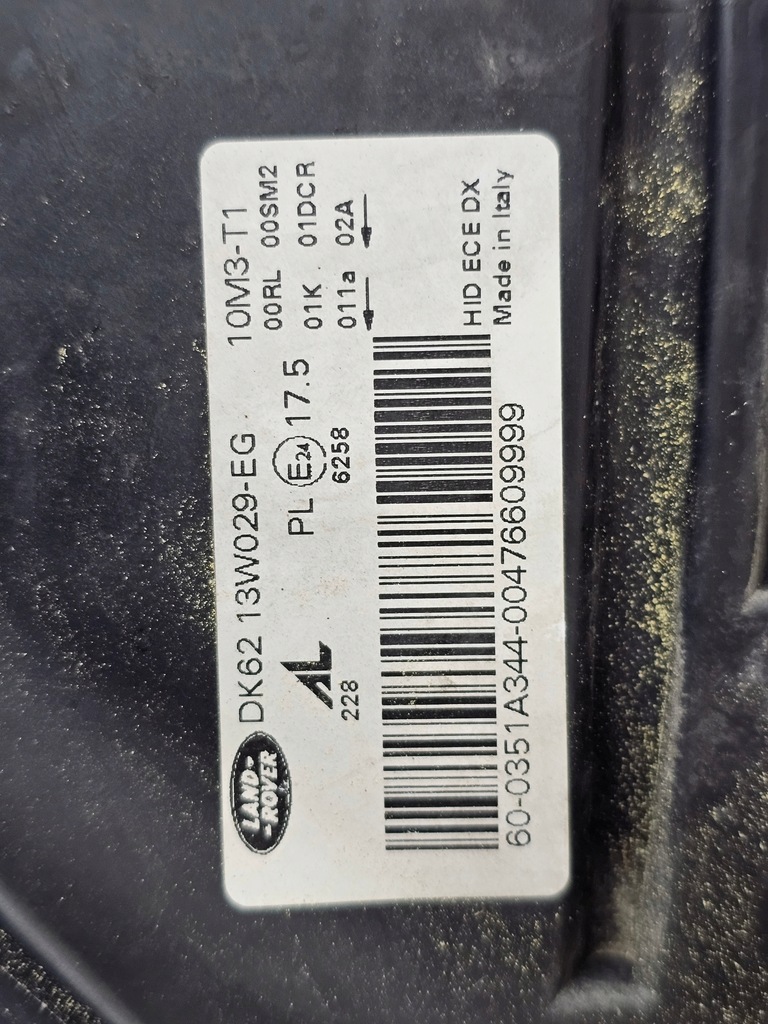 LAND-
-ROVER
DK62 13W029-EG
10M3-T1
AL
228
PL E24 17.5
6258
00RL 00SM2
01K 01DCR
011a 02A
HID ECE DX
Made in Italy
60-0351A344-00476609999